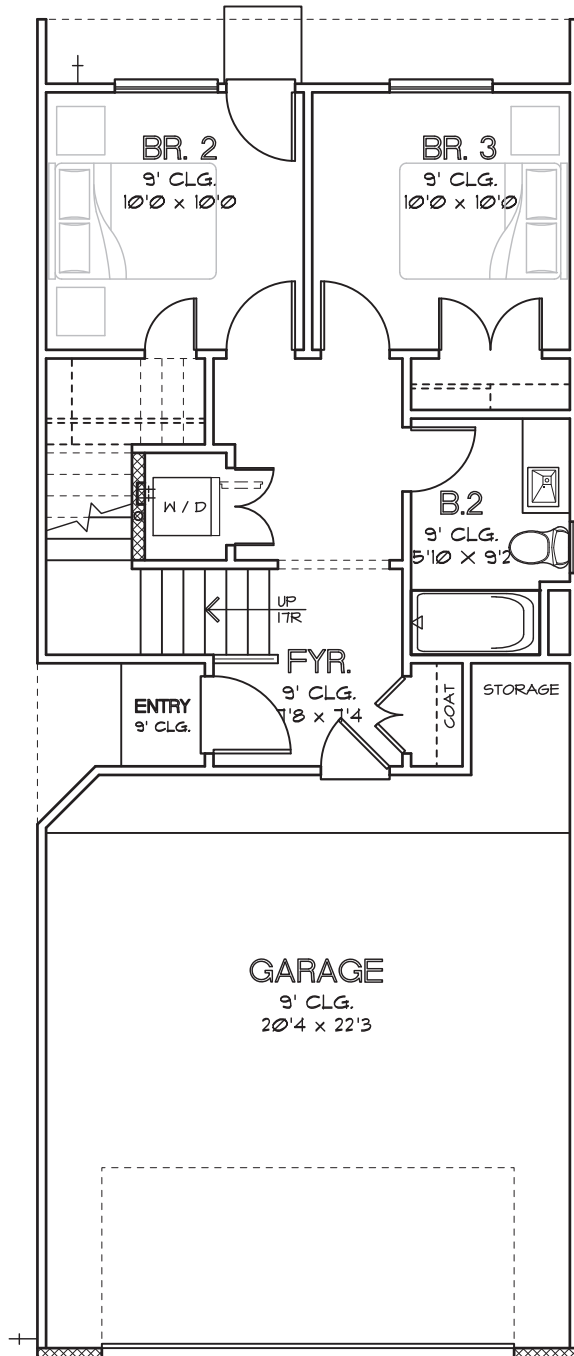 BR. 2
9' CLG.
10'0 x 10'0
BR. 3
9' CLG.
10'0 x 10'0
W / D
B.2
9' CLG.
5'10 x 9'2
UP
17R
FYR.
9' CLG.
7'8 x 7'4
ENTRY
9' CLG.
COAT
STORAGE
GARAGE
9' CLG.
20'4 x 22'3